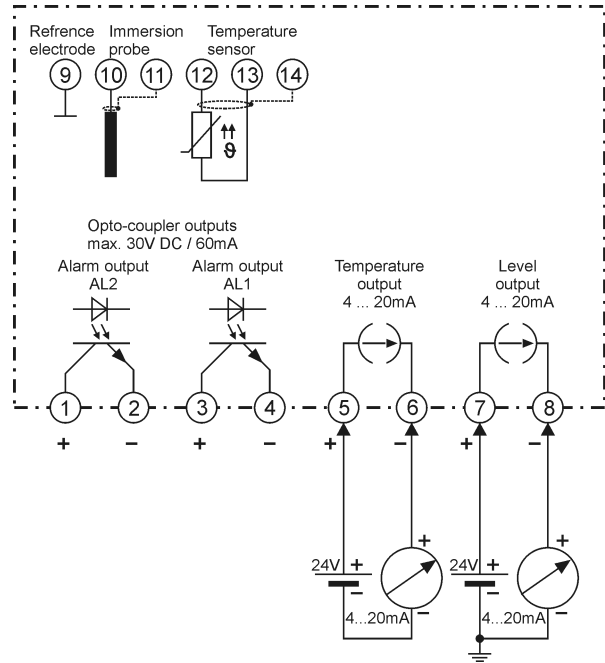 Refrence electrode
Immersion probe
Temperature sensor
9 10 11 12 13 14
ϑ
Opto-coupler outputs
max. 30V DC / 60mA
Alarm output AL2
Alarm output AL1
Temperature output 4 ... 20mA
Level output 4 ... 20mA
1 2 3 4 5 6 7 8
+ − + − + − + −
+ +
24V + 24V +
− − − −
4...20mA 4...20mA